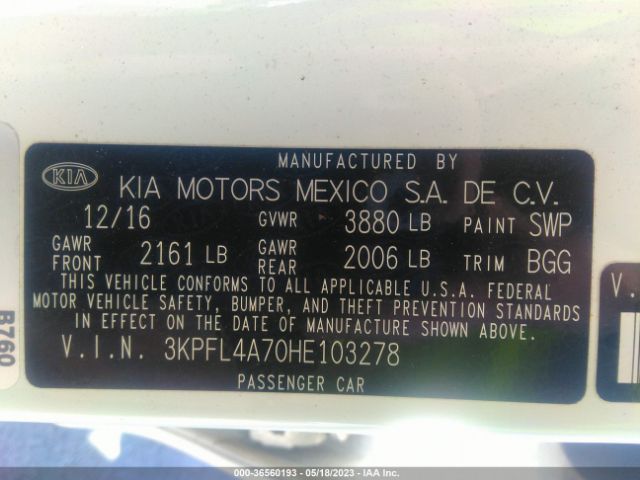 MANUFACTURED BY
KIA KIA MOTORS MEXICO S.A. DE C.V.
12/16 GVWR 3880 LB PAINT SWP
GAWR FRONT 2161 LB GAWR REAR 2006 LB TRIM BGG
THIS VEHICLE CONFORMS TO ALL APPLICABLE U.S.A. FEDERAL
MOTOR VEHICLE SAFETY, BUMPER, AND THEFT PREVENTION STANDARDS
IN EFFECT ON THE DATE OF MANUFACTURE SHOWN ABOVE.
V.I.N. 3KPFL4A70HE103278
PASSENGER CAR
B760
V.
000-36560193 - 05/18/2023 - IAA Inc.